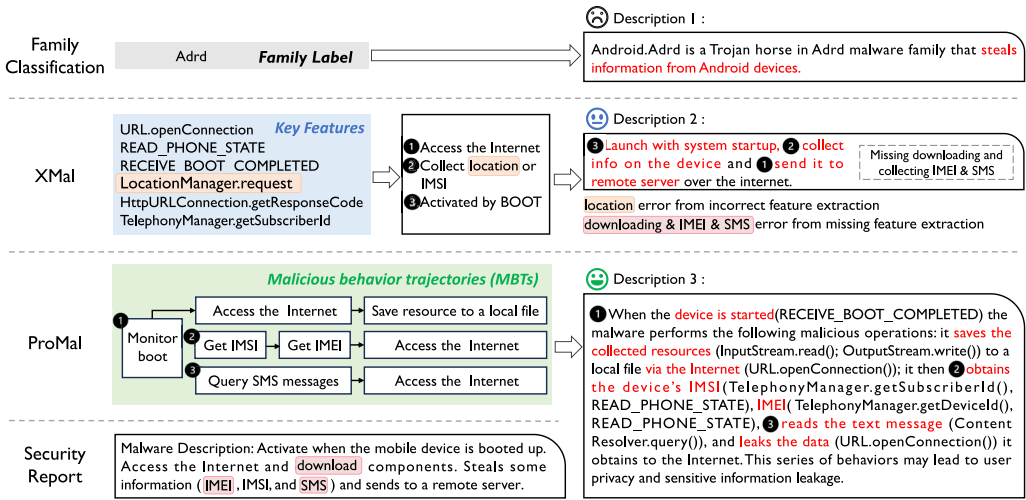 Family
Classification
Adrd
Family Label
Description 1 :
Android.Adrd is a Trojan horse in Adrd malware family that steals
information from Android devices.
XMal
Key Features
URL.openConnection
READ_PHONE_STATE
RECEIVE_BOOT_COMPLETED
LocationManager.request
HttpURLConnection.getResponseCode
TelephonyManager.getSubscriberId
1 Access the Internet
2 Collect location or
IMSI
3 Activated by BOOT
Description 2 :
3 Launch with system startup, 2 collect
info on the device and 1 send it to
remote server over the internet.
Missing downloading and
collecting IMEI & SMS
location error from incorrect feature extraction
downloading & IMEI & SMS error from missing feature extraction
ProMal
Malicious behavior trajectories (MBTs)
1
Monitor
boot
Access the Internet
Save resource to a local file
2
Get IMSI
Get IMEI
Access the Internet
3
Query SMS messages
Access the Internet
Description 3 :
1 When the device is started(RECEIVE_BOOT_COMPLETED) the
malware performs the following malicious operations: it saves the
collected resources (InputStream.read(); OutputStream.write()) to a
local file via the Internet (URL.openConnection()); it then 2 obtains
the device's IMSI(TelephonyManager.getSubscriberId(),
READ_PHONE_STATE), IMEI( TelephonyManager.getDeviceId(),
READ_PHONE_STATE), 3 reads the text message (Content
Resolver.query()), and leaks the data (URL.openConnection()) it
obtains to the Internet. This series of behaviors may lead to user
privacy and sensitive information leakage.
Security
Report
Malware Description: Activate when the mobile device is booted up.
Access the Internet and download components. Steals some
information ( IMEI , IMSI, and SMS ) and sends to a remote server.